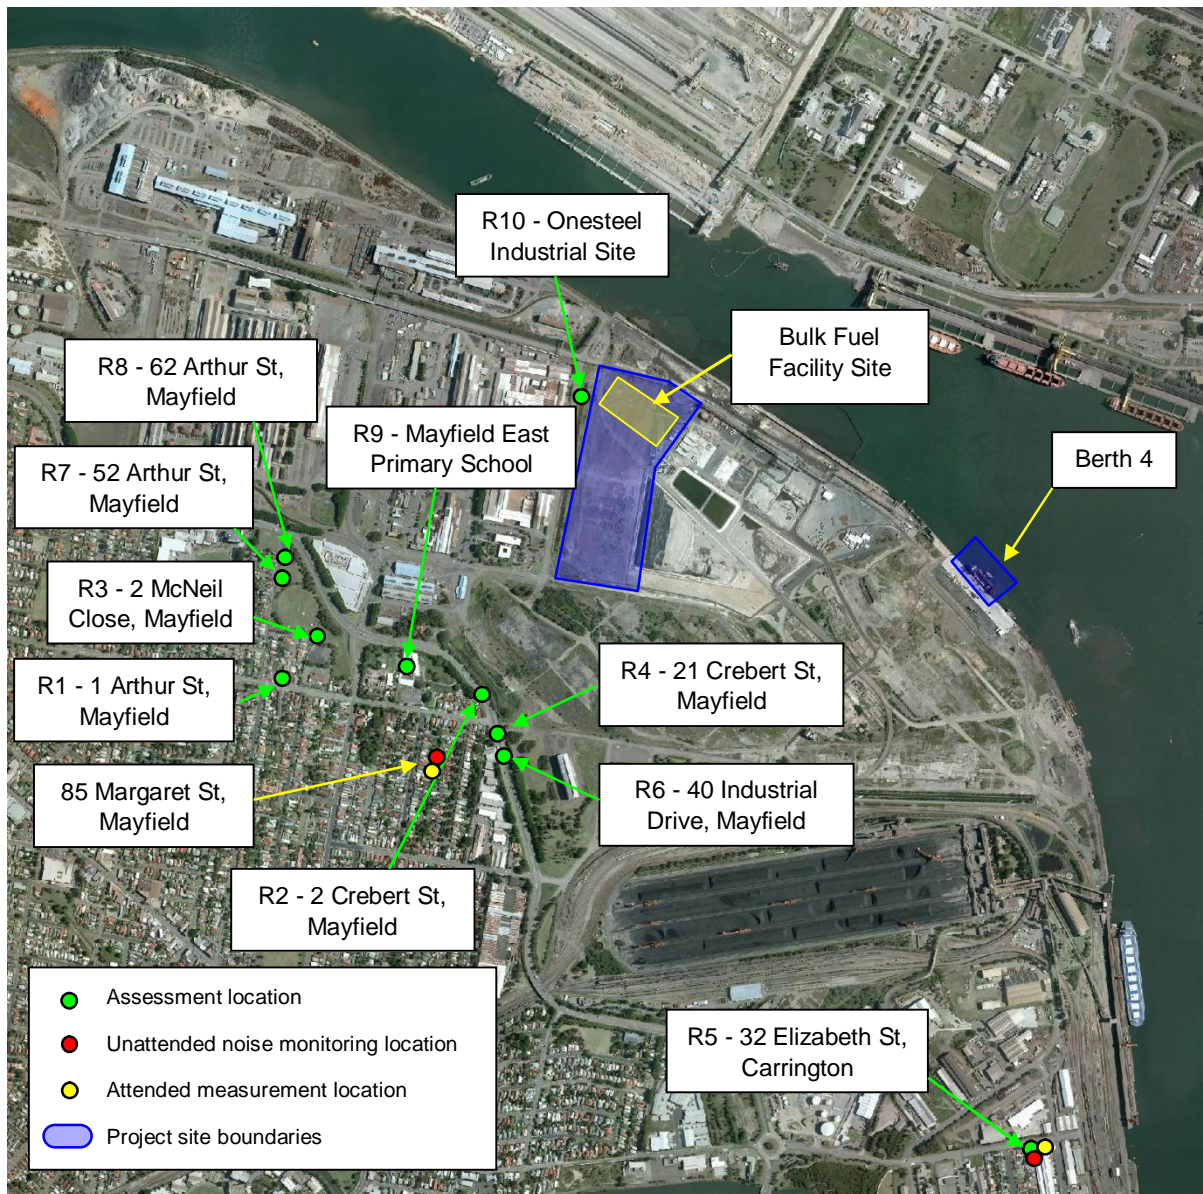 R10 - Onesteel
Industrial Site
Bulk Fuel
Facility Site
R8 - 62 Arthur St,
Mayfield
R9 - Mayfield East
Primary School
R7 - 52 Arthur St,
Mayfield
Berth 4
R3 - 2 McNeil
Close, Mayfield
R1 - 1 Arthur St,
Mayfield
R4 - 21 Crebert St,
Mayfield
85 Margaret St,
Mayfield
R6 - 40 Industrial
Drive, Mayfield
R2 - 2 Crebert St,
Mayfield
Assessment location
Unattended noise monitoring location
Attended measurement location
Project site boundaries
R5 - 32 Elizabeth St,
Carrington